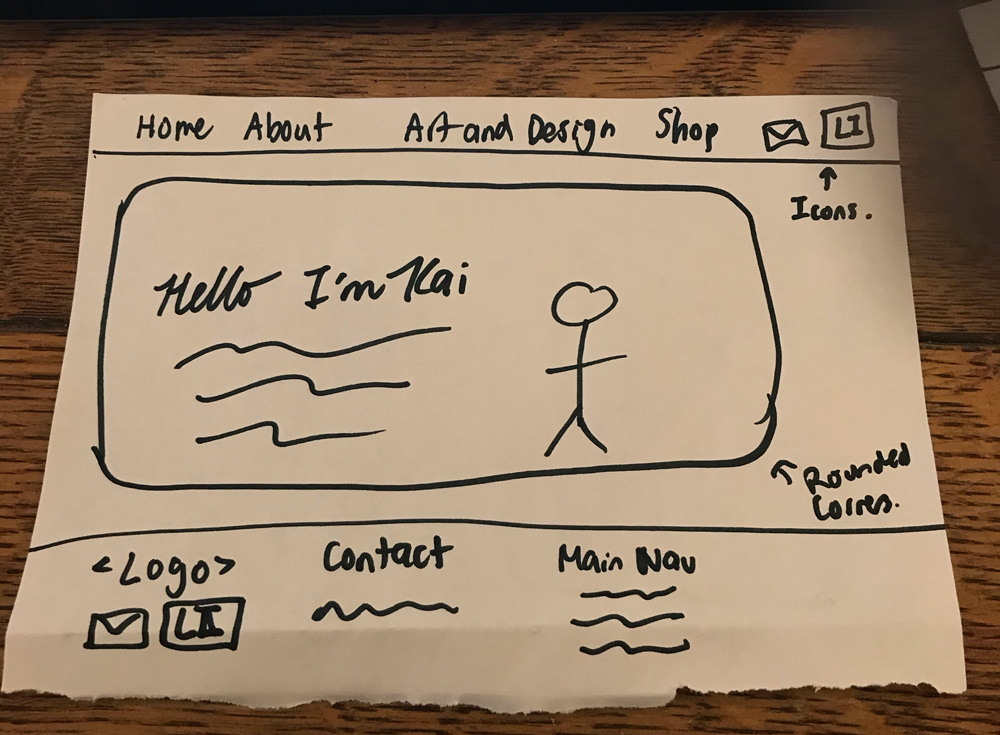 Home About Art and Design Shop LI
Icons.
Hello I'm Kai
Rounded
Corres.
<Logo> Contact Main Nav
LI